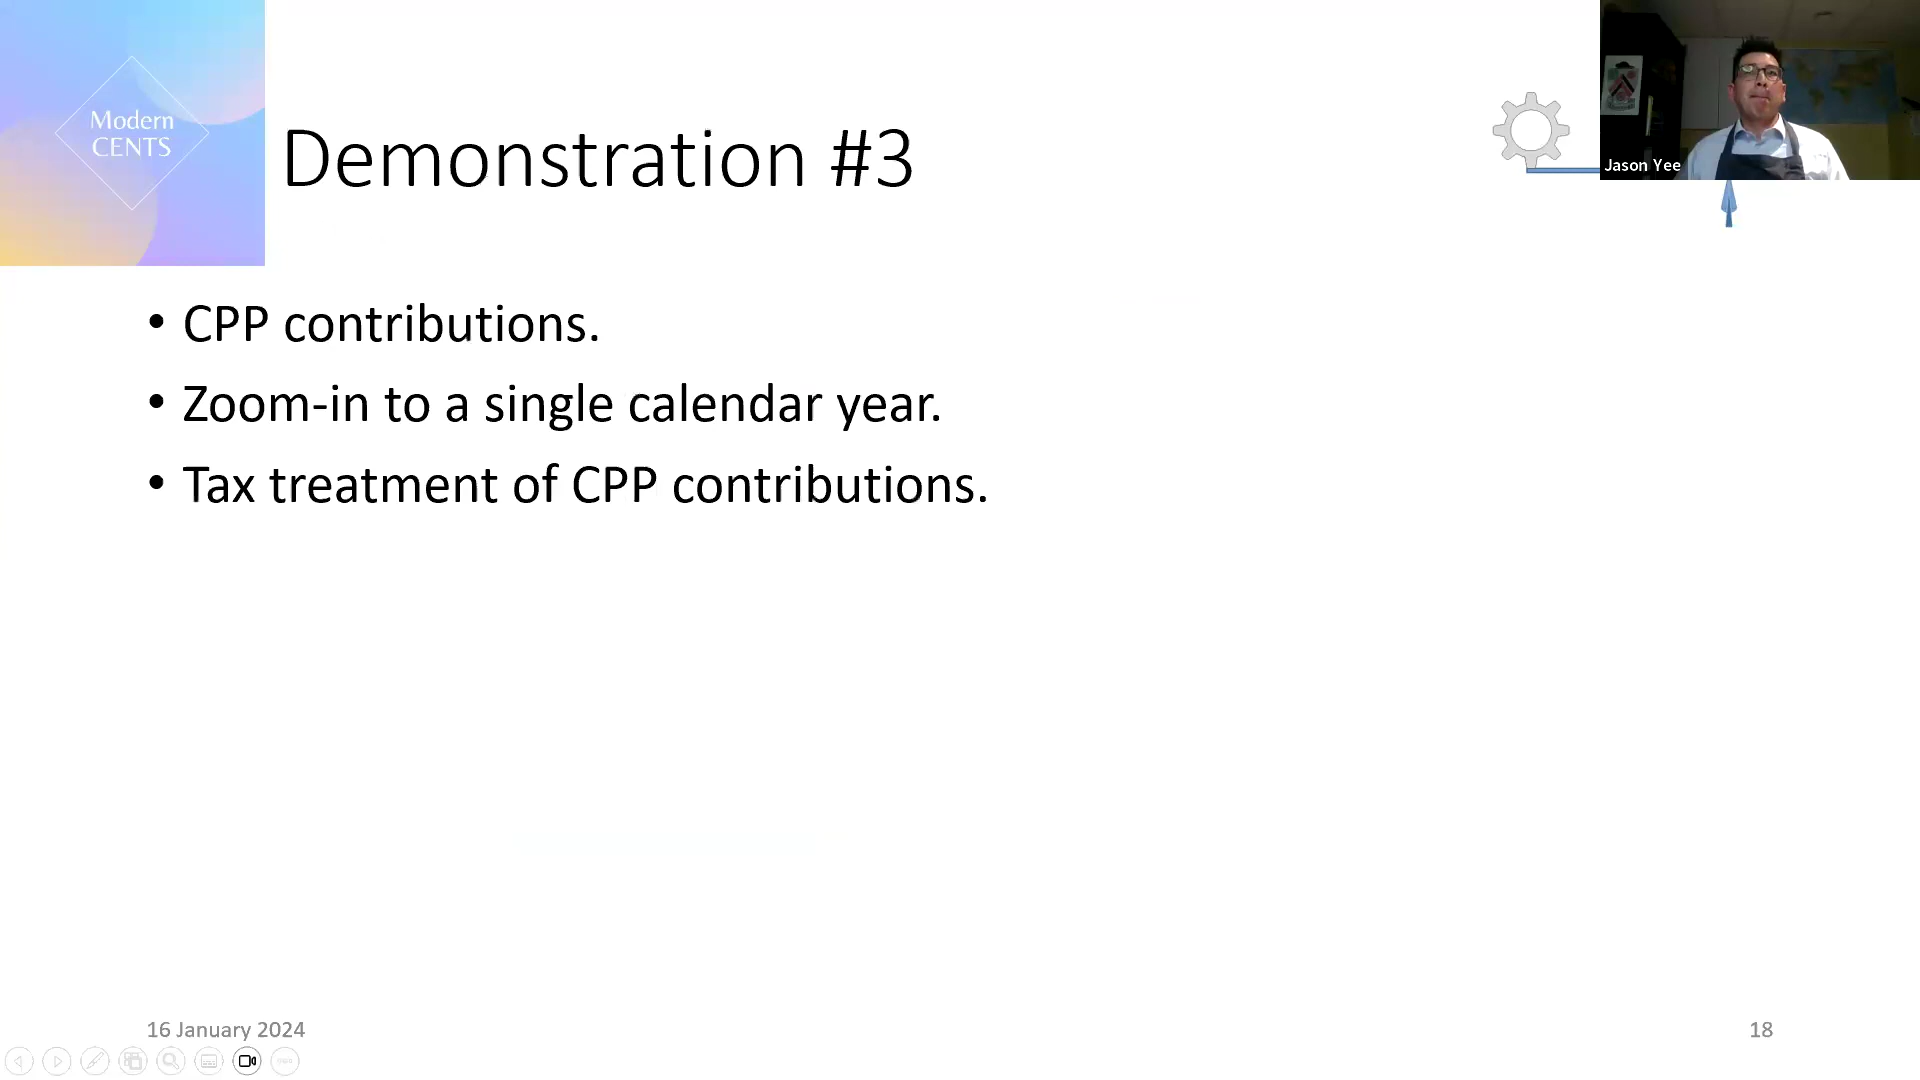 Modern
CENTS
Demonstration #3
Jason Yee
• CPP contributions.
• Zoom-in to a single calendar year.
• Tax treatment of CPP contributions.
16 January 2024
18